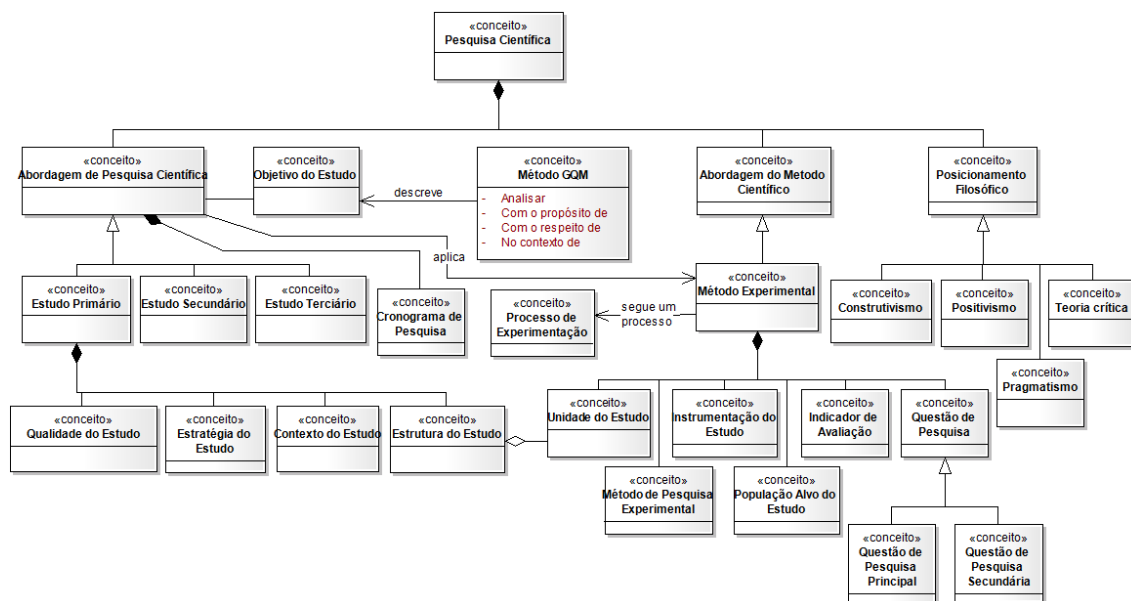 «conceito»
Pesquisa Científica
«conceito»
Abordagem de Pesquisa Científica
«conceito»
Objetivo do Estudo
«conceito»
Método GQM
- Analisar
- Com o propósito de
- Com o respeito de
- No contexto de
«conceito»
Abordagem do Metodo
Científico
«conceito»
Posicionamento
Filosófico
descreve
aplica
«conceito»
Estudo Primário
«conceito»
Estudo Secundário
«conceito»
Estudo Terciário
«conceito»
Cronograma de
Pesquisa
«conceito»
Processo de
Experimentação
segue um
processo
«conceito»
Método Experimental
«conceito»
Construtivismo
«conceito»
Positivismo
«conceito»
Teoria crítica
«conceito»
Pragmatismo
«conceito»
Qualidade do Estudo
«conceito»
Estratégia do
Estudo
«conceito»
Contexto do Estudo
«conceito»
Estrutura do Estudo
«conceito»
Unidade do Estudo
«conceito»
Instrumentação do
Estudo
«conceito»
Indicador de
Avaliação
«conceito»
Questão de
Pesquisa
«conceito»
Método de Pesquisa
Experimental
«conceito»
População Alvo do
Estudo
«conceito»
Questão de
Pesquisa
Principal
«conceito»
Questão de
Pesquisa
Secundária